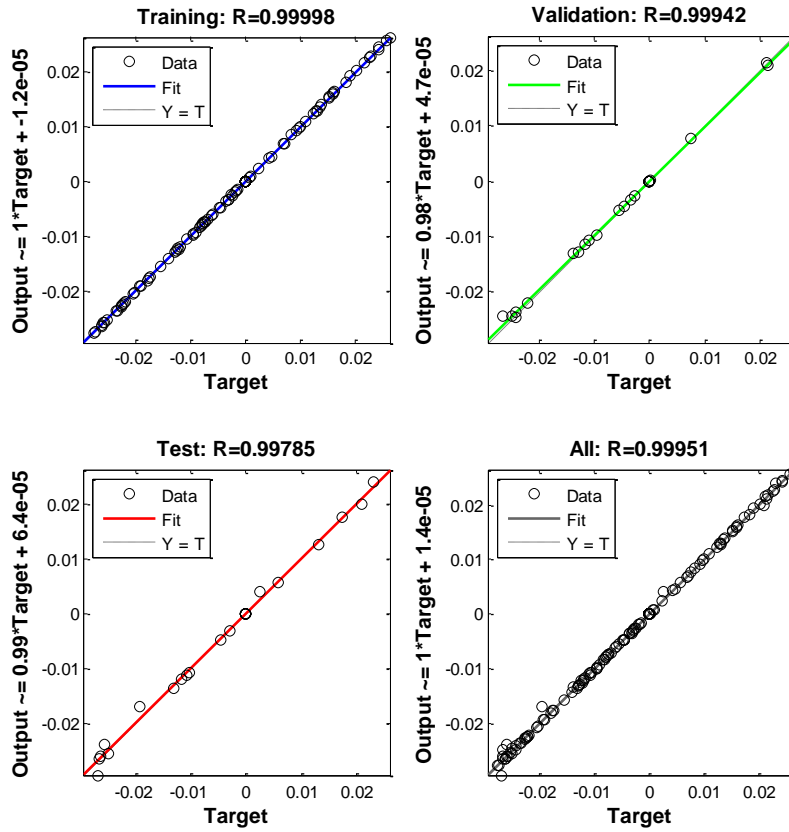 Training: R=0.99998
Output ~= 1*Target + -1.2e-05
Data
Fit
Y = T
0.02
0.01
0
-0.01
-0.02
-0.02
-0.01
0
0.01
0.02
Target
Validation: R=0.99942
Output ~= 0.98*Target + 4.7e-05
Data
Fit
Y = T
0.02
0.01
0
-0.01
-0.02
-0.02
-0.01
0
0.01
0.02
Target
Test: R=0.99785
Output ~= 0.99*Target + 6.4e-05
Data
Fit
Y = T
0.02
0.01
0
-0.01
-0.02
-0.02
-0.01
0
0.01
0.02
Target
All: R=0.99951
Output ~= 1*Target + 1.4e-05
Data
Fit
Y = T
0.02
0.01
0
-0.01
-0.02
-0.02
-0.01
0
0.01
0.02
Target